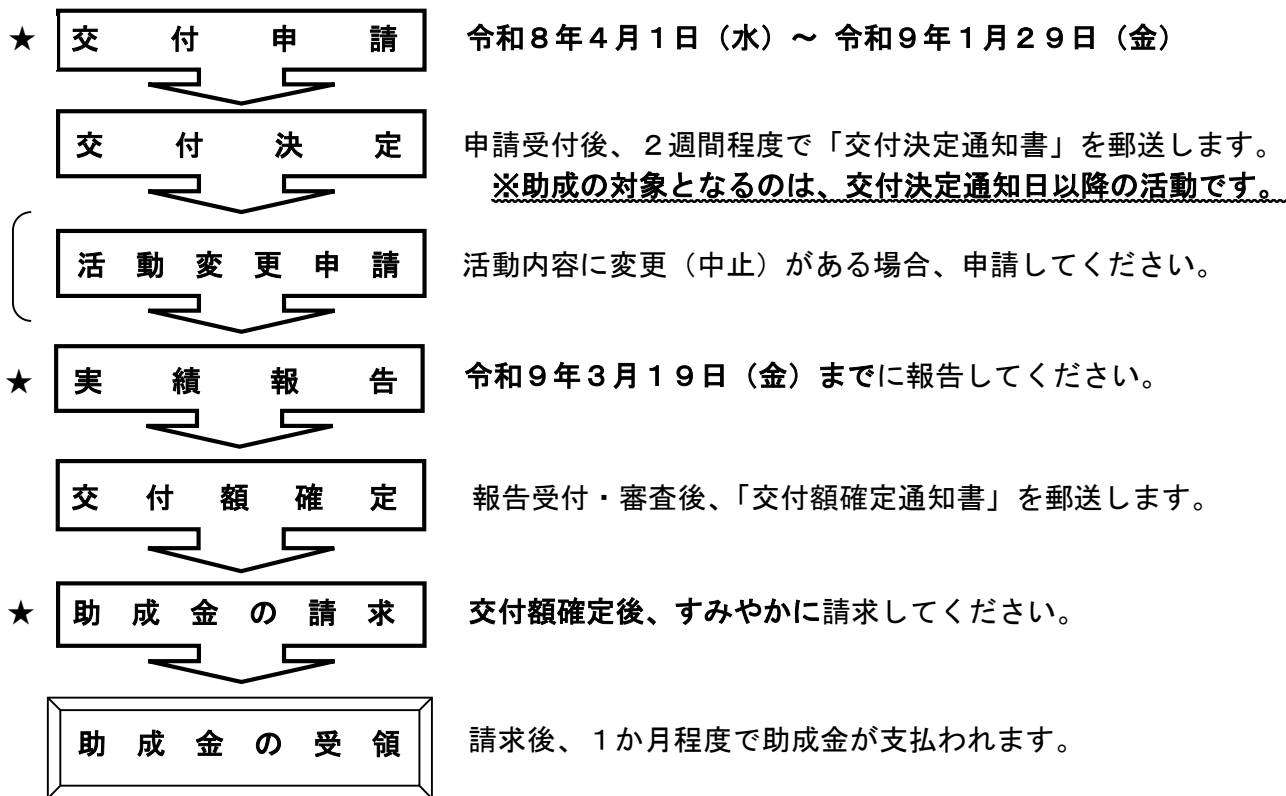 ★ 交付申請 令和８年４月１日（水）～ 令和９年１月２９日（金）
交付決定 申請受付後、２週間程度で「交付決定通知書」を郵送します。
※助成の対象となるのは、交付決定通知日以降の活動です。
活動変更申請 活動内容に変更（中止）がある場合、申請してください。
★ 実績報告 令和９年３月１９日（金）までに報告してください。
交付額確定 報告受付・審査後、「交付額確定通知書」を郵送します。
★ 助成金の請求 交付額確定後、すみやかに請求してください。
助成金の受領 請求後、１か月程度で助成金が支払われます。